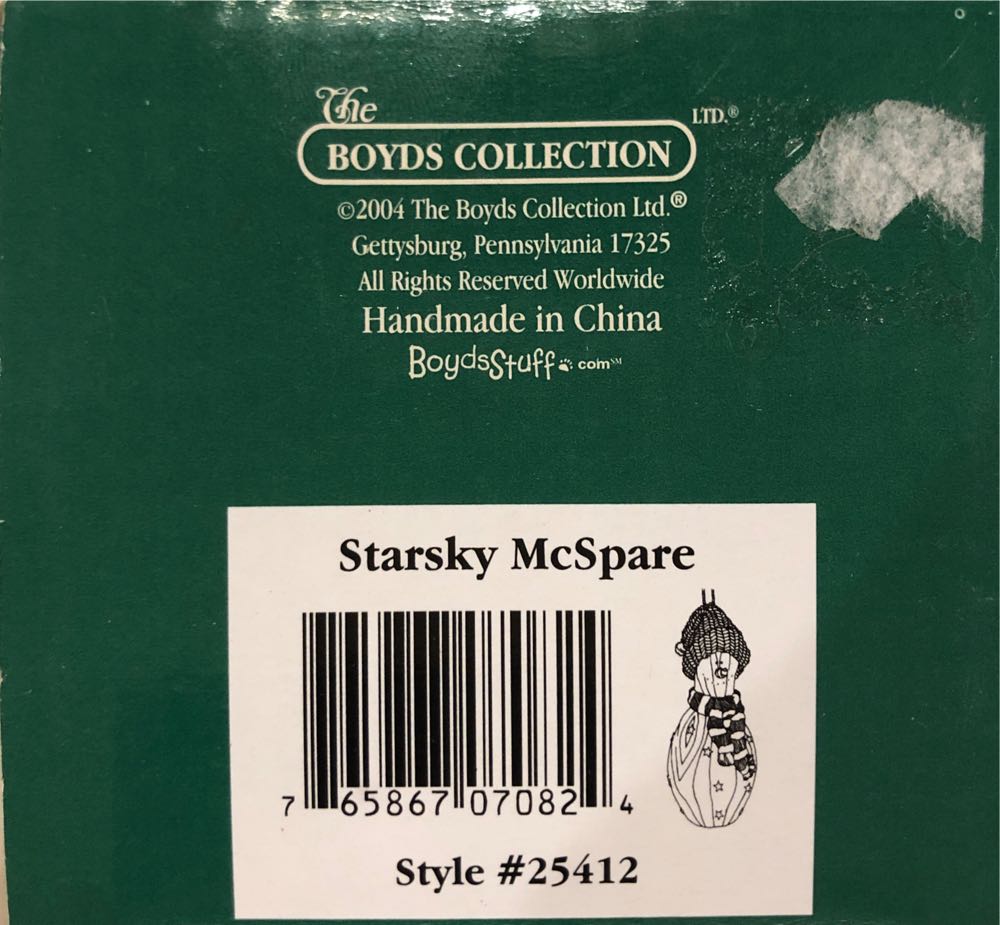 The
BOYDS COLLECTION LTD.®
©2004 The Boyds Collection Ltd.®
Gettysburg, Pennsylvania 17325
All Rights Reserved Worldwide
Handmade in China
BoydsStuff.com℠
Starsky McSpare
7 65867 07082 4
Style #25412